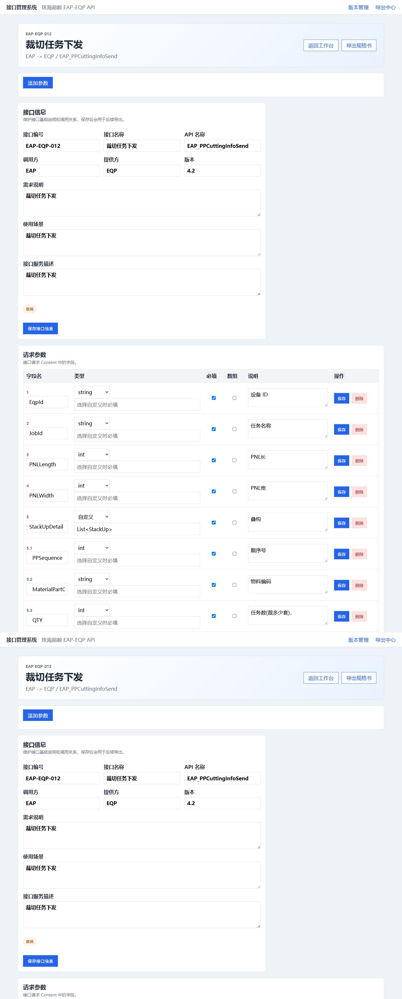 接口管理系统 珠海超毅 EAP-EQP API 版本管理 导出中心
EAP-EQP-012
裁切任务下发
EAP -> EQP / EAP_PPCuttingInfoSend
返回工作台 导出规格书
添加参数
接口信息
维护接口基础说明和调用关系，保存后会用于后续导出。
接口编号 接口名称 API 名称
EAP-EQP-012 裁切任务下发 EAP_PPCuttingInfoSend
调用方 提供方 版本
EAP EQP 4.2
需求说明
裁切任务下发
使用场景
裁切任务下发
接口服务描述
裁切任务下发
草稿
保存接口信息
请求参数
接口请求 Content 中的字段。
字段名 类型 必填 数组 说明 操作
1
EqpId string 设备 ID 保存 删除
选择自定义时必填
2
JobId string 任务名称 保存 删除
选择自定义时必填
3
PNLLength int PNL长 保存 删除
选择自定义时必填
4
PNLWidth int PNL宽 保存 删除
选择自定义时必填
5
StackUpDetail 自定义 叠构 保存 删除
List<StackUp>
5.1
PPSequence int 顺序号 保存 删除
选择自定义时必填
5.2
MaterialPartC string 物料编码 保存 删除
选择自定义时必填
5.3
QTY int 任务数(裁多少套)， 保存 删除
选择自定义时必填
接口管理系统 珠海超毅 EAP-EQP API 版本管理 导出中心
EAP-EQP-012
裁切任务下发
EAP -> EQP / EAP_PPCuttingInfoSend
返回工作台 导出规格书
添加参数
接口信息
维护接口基础说明和调用关系，保存后会用于后续导出。
接口编号 接口名称 API 名称
EAP-EQP-012 裁切任务下发 EAP_PPCuttingInfoSend
调用方 提供方 版本
EAP EQP 4.2
需求说明
裁切任务下发
使用场景
裁切任务下发
接口服务描述
裁切任务下发
草稿
保存接口信息
请求参数
接口请求 Content 中的字段。